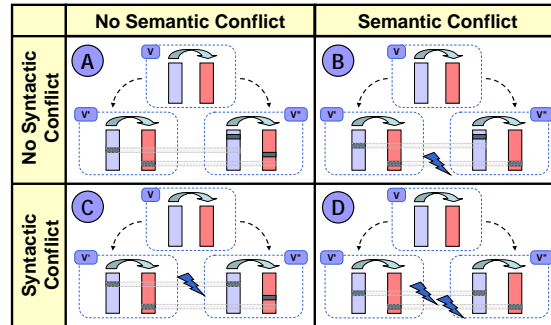 No Semantic Conflict
Semantic Conflict
No Syntactic
Conflict
A
V
V'
V"
B
V
V'
V"
Syntactic
Conflict
C
V
V'
V"
D
V
V'
V"